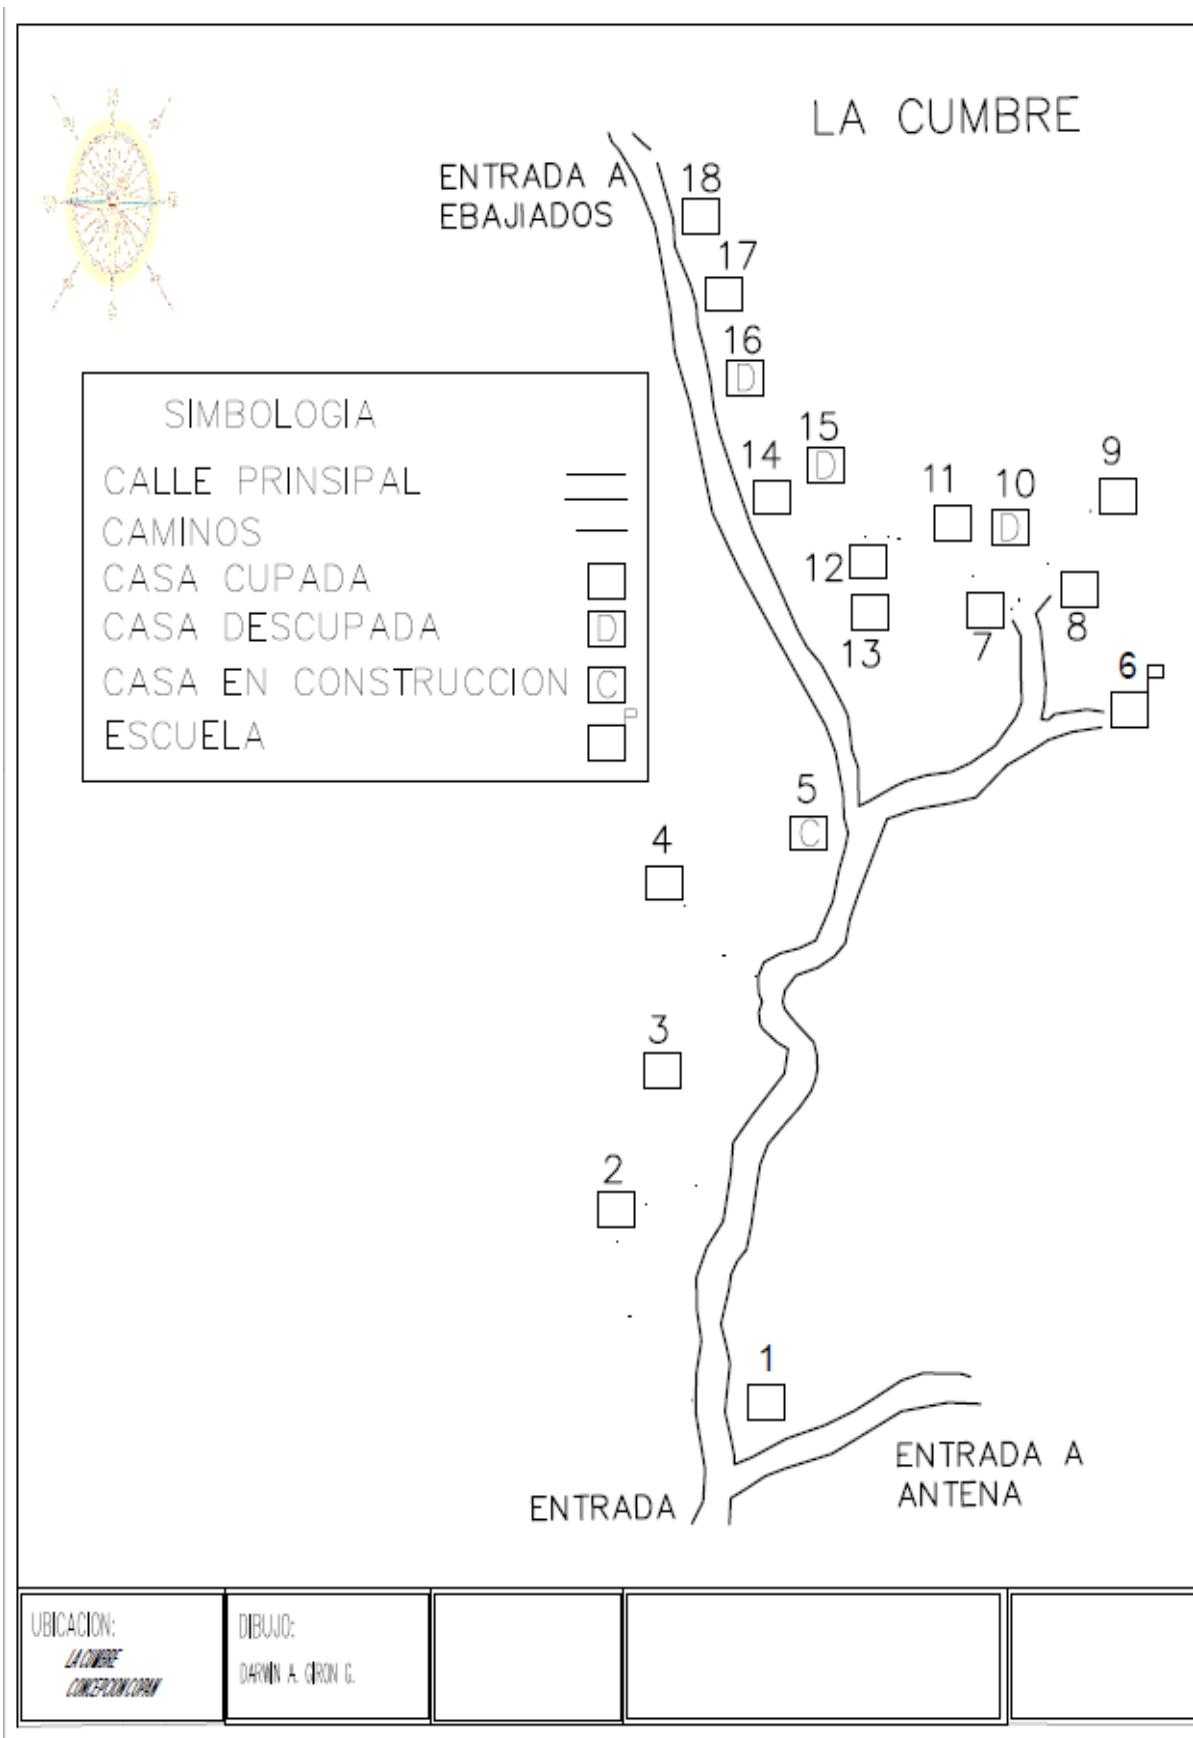 LA CUMBRE
ENTRADA A
EBAJIADOS
18
17
16
D
15
D
14
9
11
10
D
12
13
7
8
6
SIMBOLOGIA
CALLE PRINSIPAL
CAMINOS
CASA CUPADA
CASA DESCUPADA D
CASA EN CONSTRUCCION C
ESCUELA
5
C
4
3
2
1
ENTRADA A
ANTENA
ENTRADA
UBICACION:
LA CUMBRE
CONCEPCION COPAN
DIBUJO:
DARWIN A. GIRON G.